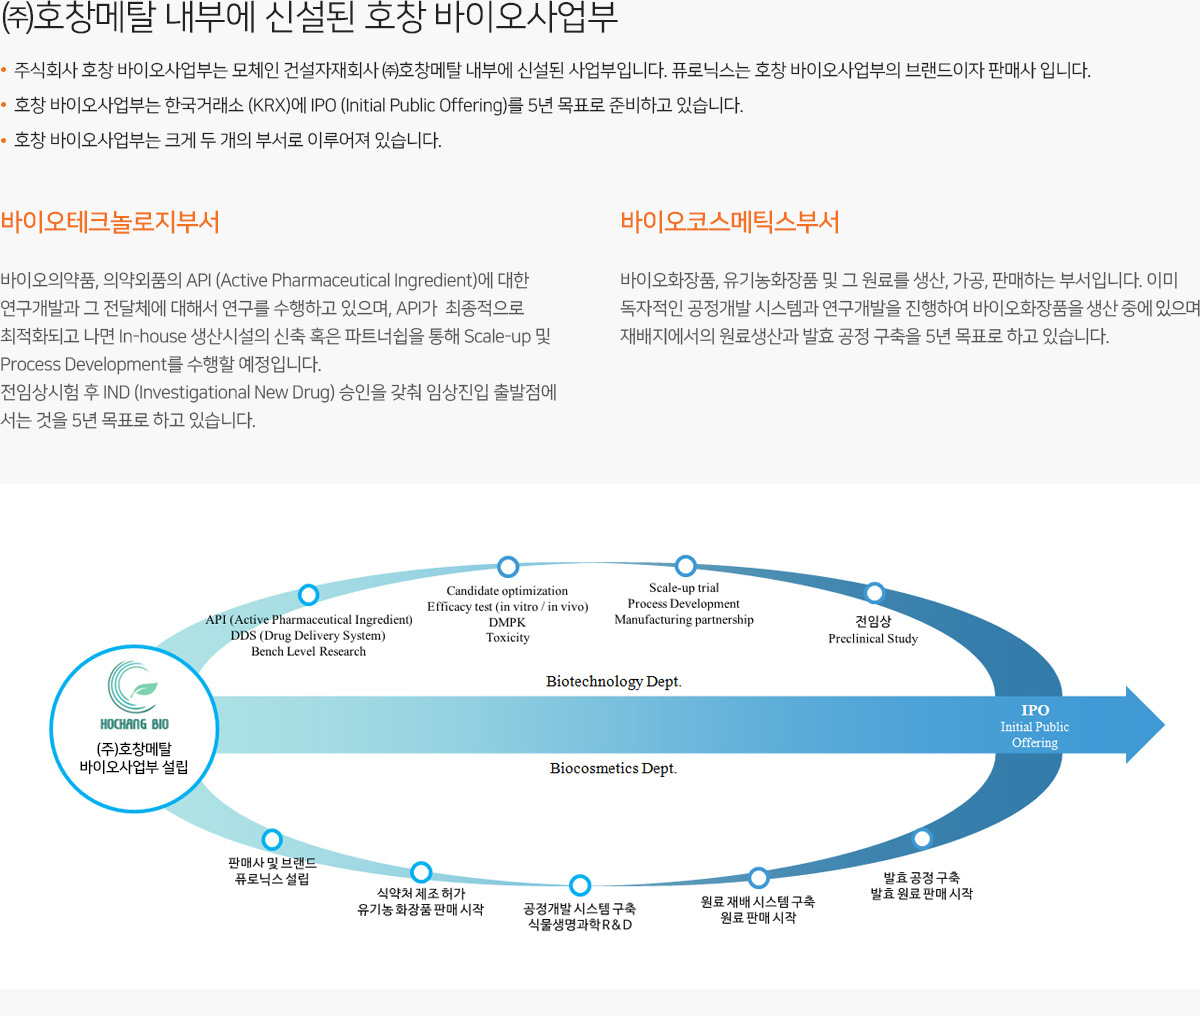 ㈜호창메탈 내부에 신설된 호창 바이오사업부
• 주식회사 호창 바이오사업부는 모체인 건설자재회사 ㈜호창메탈 내부에 신설된 사업부입니다. 퓨로닉스는 호창 바이오사업부의 브랜드이자 판매사 입니다.
• 호창 바이오사업부는 한국거래소 (KRX)에 IPO (Initial Public Offering)를 5년 목표로 준비하고 있습니다.
• 호창 바이오사업부는 크게 두 개의 부서로 이루어져 있습니다.
바이오테크놀로지부서
바이오의약품, 의약외품의 API (Active Pharmaceutical Ingredient)에 대한
연구개발과 그 전달체에 대해서 연구를 수행하고 있으며, API가 최종적으로
최적화되고 나면 In-house 생산시설의 신축 혹은 파트너쉽을 통해 Scale-up 및
Process Development를 수행할 예정입니다.
전임상시험 후 IND (Investigational New Drug) 승인을 갖춰 임상진입 출발점에
서는 것을 5년 목표로 하고 있습니다.
바이오코스메틱스부서
바이오화장품, 유기농화장품 및 그 원료를 생산, 가공, 판매하는 부서입니다. 이미
독자적인 공정개발 시스템과 연구개발을 진행하여 바이오화장품을 생산 중에 있으며
재배지에서의 원료생산과 발효 공정 구축을 5년 목표로 하고 있습니다.
API (Active Pharmaceutical Ingredient)
DDS (Drug Delivery System)
Bench Level Research
Candidate optimization
Efficacy test (in vitro / in vivo)
DMPK
Toxicity
Scale-up trial
Process Development
Manufacturing partnership
전임상
Preclinical Study
HOCHANG BIO
(주)호창메탈
바이오사업부 설립
Biotechnology Dept.
IPO
Initial Public
Offering
Biocosmetics Dept.
판매사 및 브랜드
퓨로닉스 설립
식약처 제조 허가
유기농 화장품 판매 시작
공정개발 시스템 구축
식물생명과학 R & D
원료 재배 시스템 구축
원료 판매 시작
발효 공정 구축
발효 원료 판매 시작